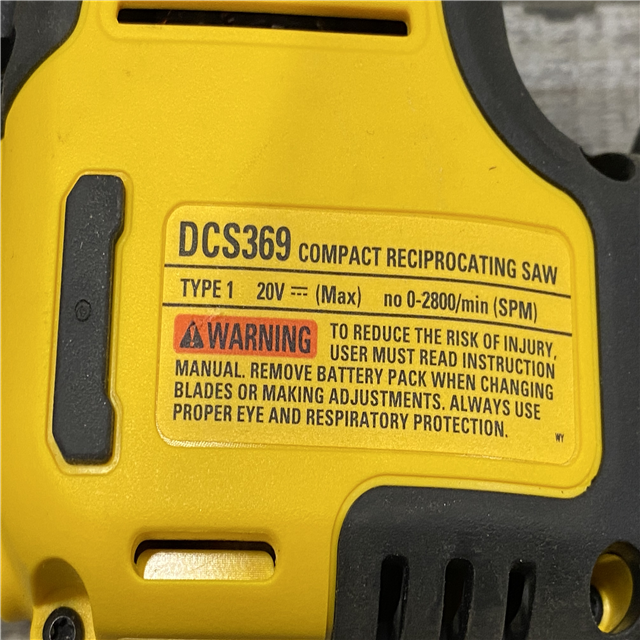 DCS369 COMPACT RECIPROCATING SAW
TYPE 1 20V ⎓ (Max) no 0-2800/min (SPM)
⚠WARNING TO REDUCE THE RISK OF INJURY,
USER MUST READ INSTRUCTION
MANUAL. REMOVE BATTERY PACK WHEN CHANGING
BLADES OR MAKING ADJUSTMENTS. ALWAYS USE
PROPER EYE AND RESPIRATORY PROTECTION.
WY